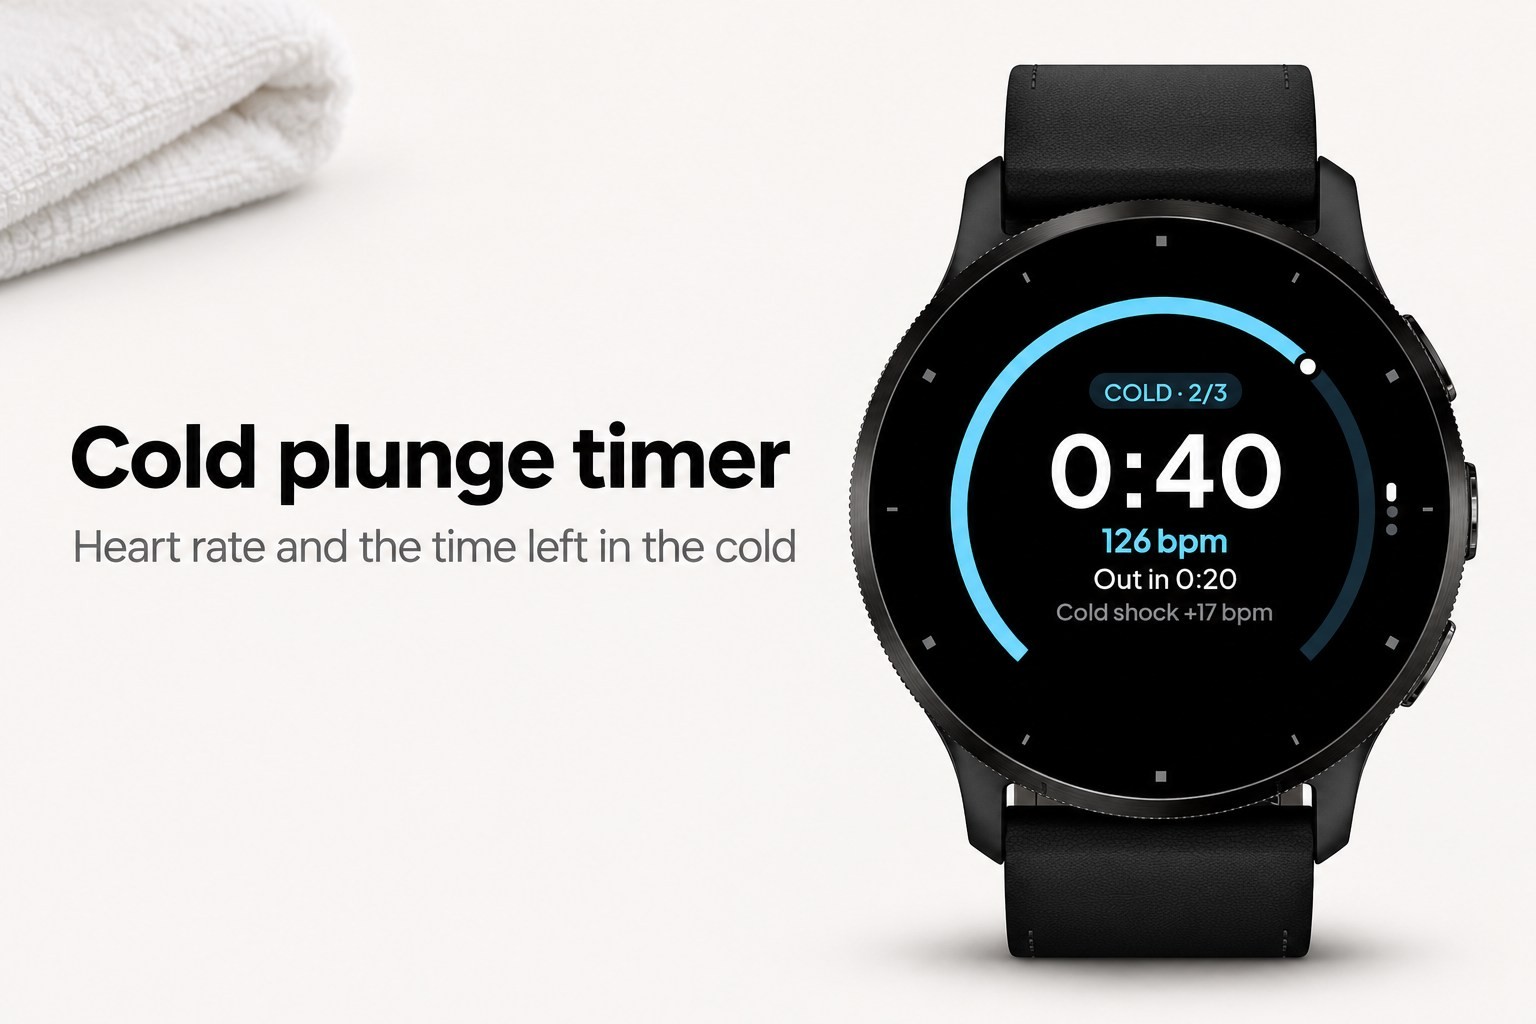 Cold plunge timer
Heart rate and the time left in the cold
COLD · 2/3
0:40
126 bpm
Out in 0:20
Cold shock +17 bpm